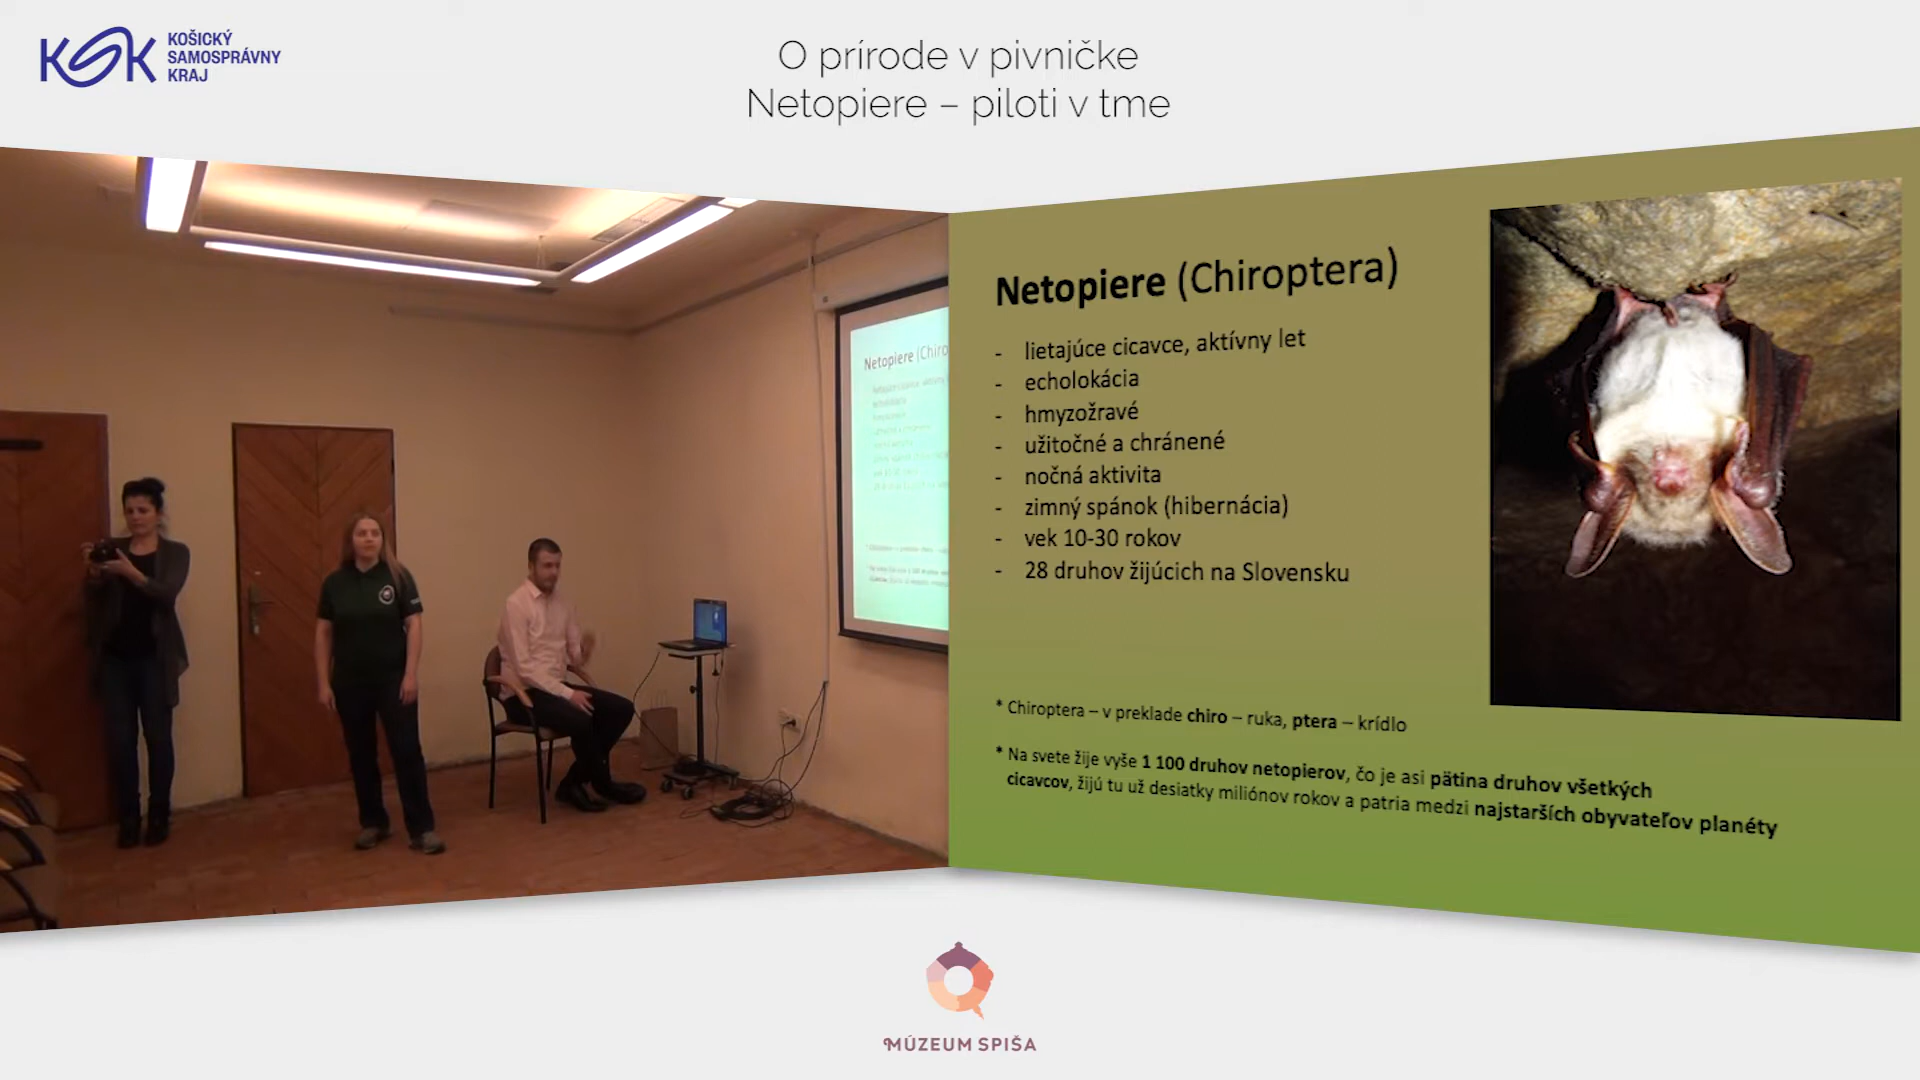 KSK
KOŠICKÝ
SAMOSPRÁVNY
KRAJ
O prírode v pivničke
Netopiere – piloti v tme
Netopiere (Chiro
Netopiere (Chiroptera)
- lietajúce cicavce, aktívny let
- echolokácia
- hmyzožravé
- užitočné a chránené
- nočná aktivita
- zimný spánok (hibernácia)
- vek 10-30 rokov
- 28 druhov žijúcich na Slovensku
* Chiroptera – v preklade chiro – ruka, ptera – krídlo
* Na svete žije vyše 1 100 druhov netopierov, čo je asi pätina druhov všetkých
cicavcov, žijú tu už desiatky miliónov rokov a patria medzi najstarších obyvateľov planéty
MÚZEUM SPIŠA